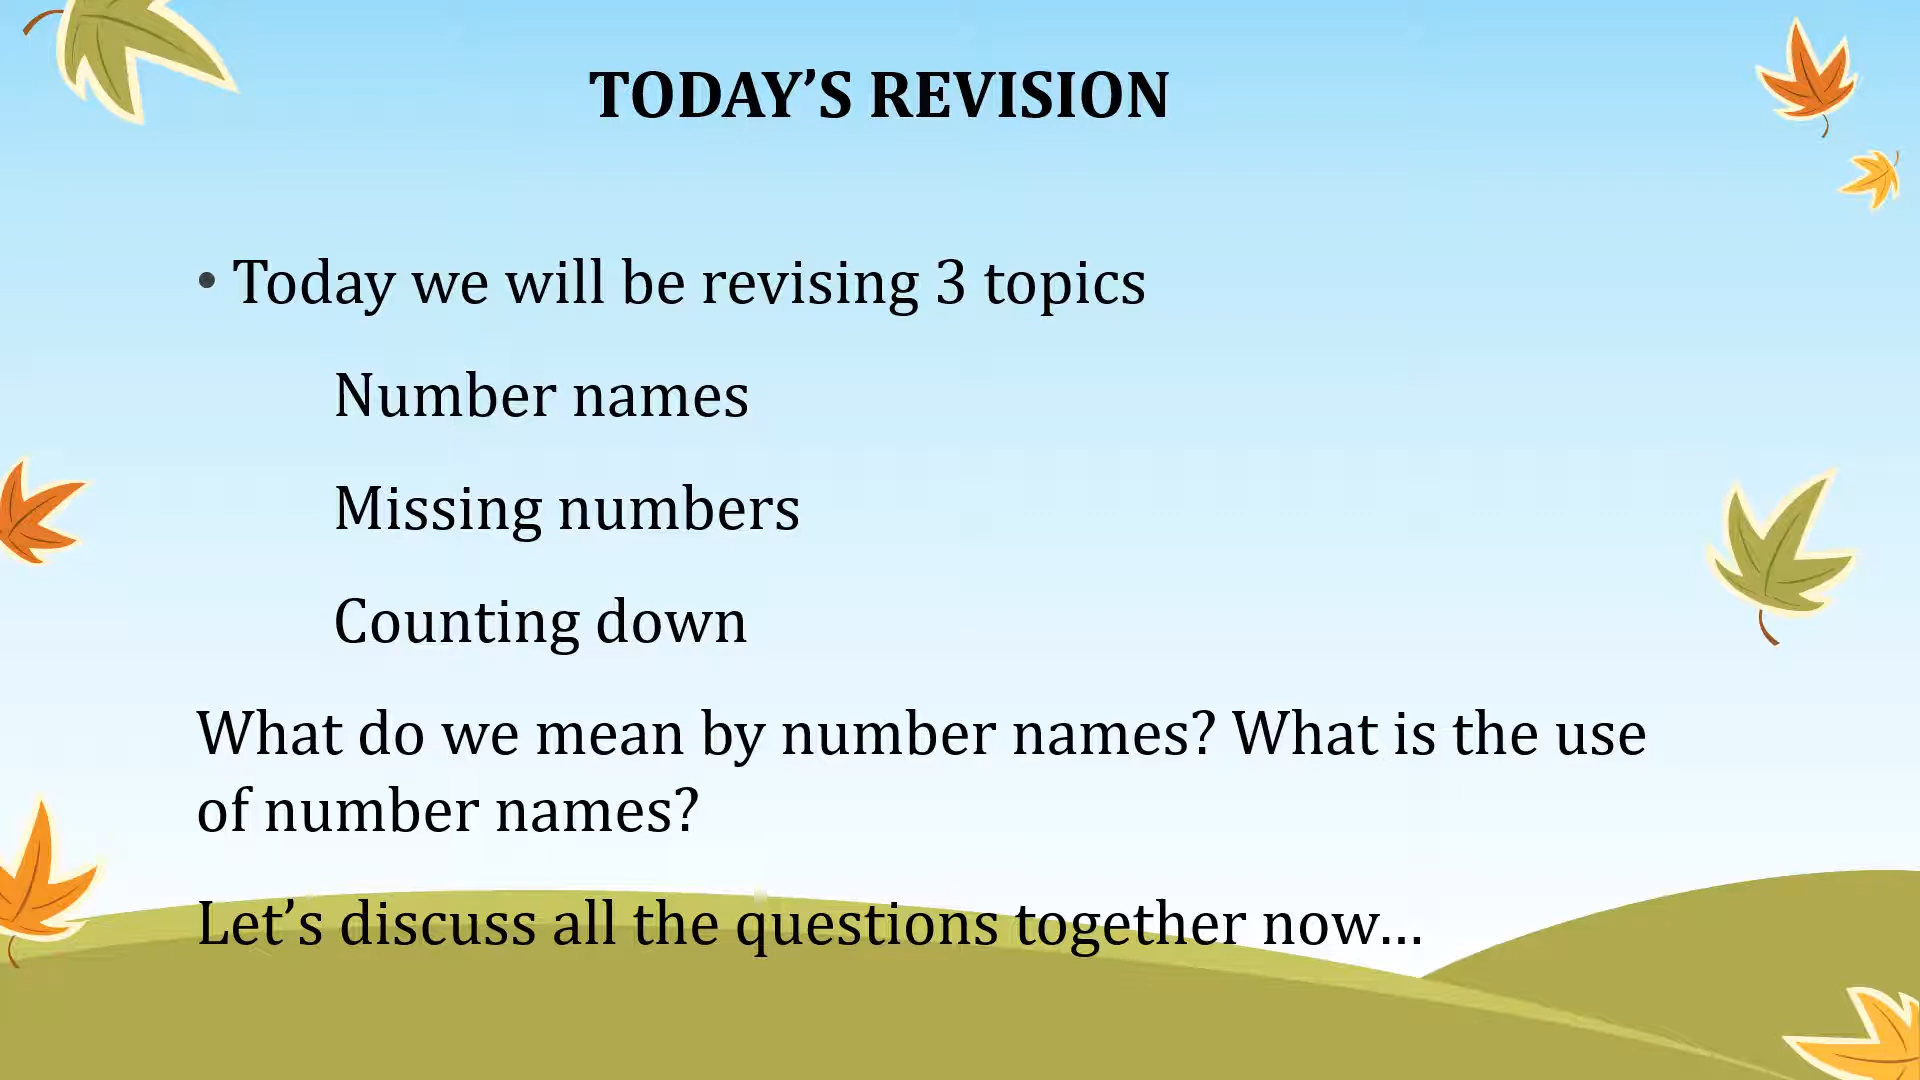 TODAY’S REVISION
• Today we will be revising 3 topics
Number names
Missing numbers
Counting down
What do we mean by number names? What is the use
of number names?
Let’s discuss all the questions together now…